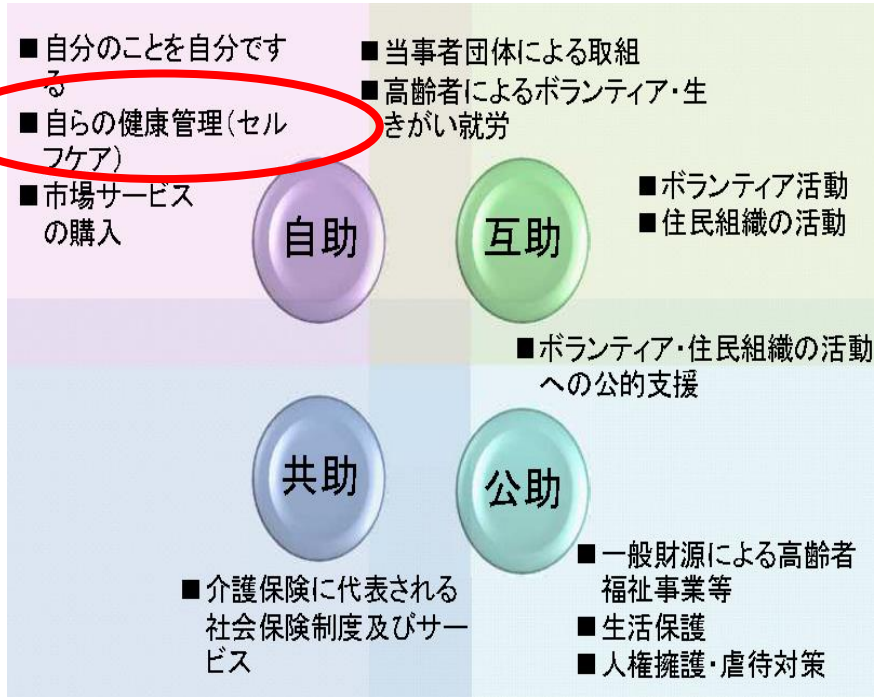 ■自分のことを自分です
る
■自らの健康管理(セル
フケア)
■市場サービス
の購入
■当事者団体による取組
■高齢者によるボランティア・生
きがい就労
■ボランティア活動
■住民組織の活動
自助
互助
■ボランティア・住民組織の活動
への公的支援
共助
公助
■介護保険に代表される
社会保険制度及びサー
ビス
■一般財源による高齢者
福祉事業等
■生活保護
■人権擁護・虐待対策